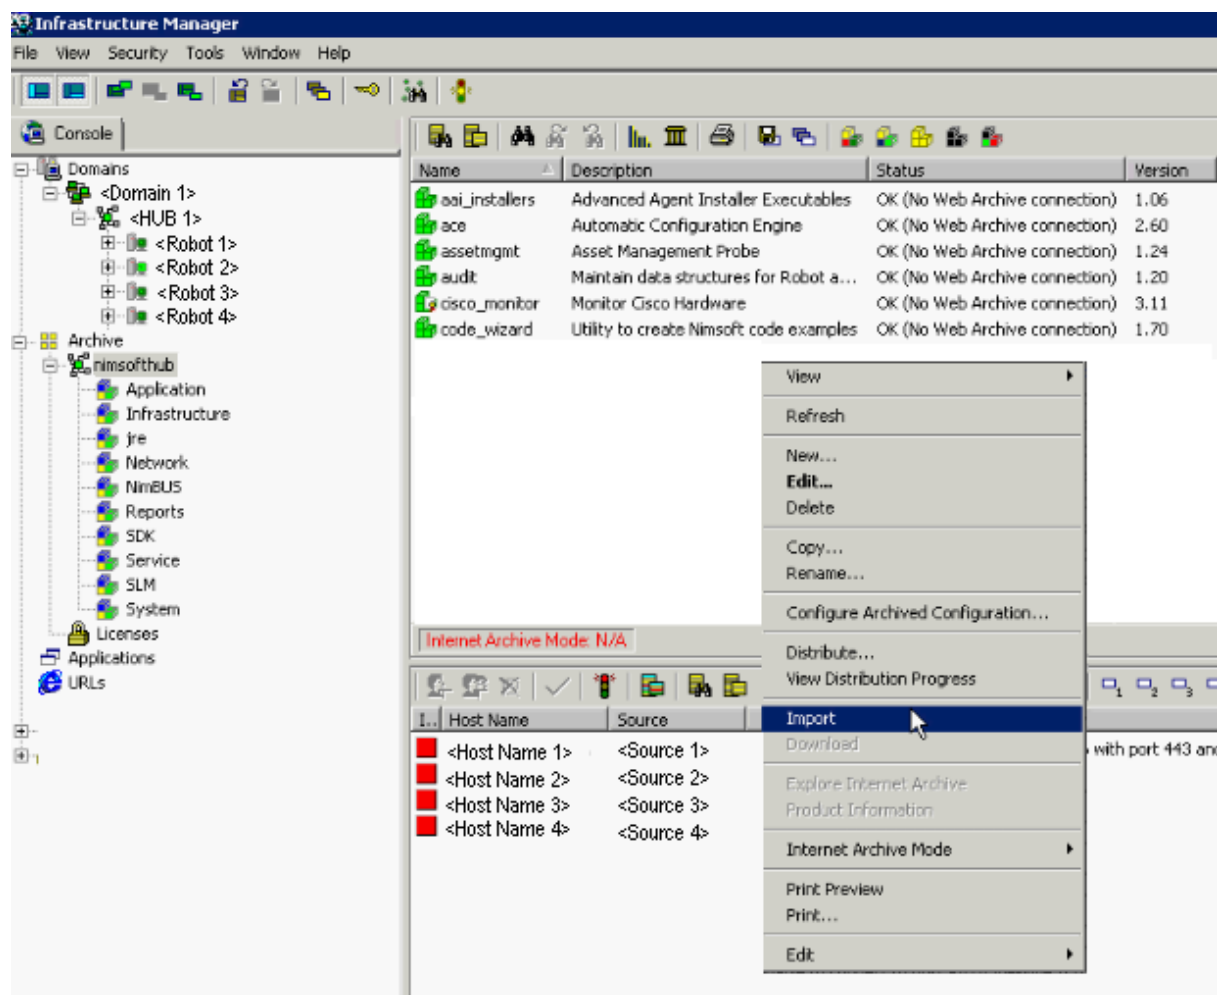 Infrastructure Manager
File View Security Tools Window Help
Console
Domains
<Domain 1>
<HUB 1>
<Robot 1>
<Robot 2>
<Robot 3>
<Robot 4>
Archive
nimsofthub
Application
Infrastructure
jre
Network
NimBUS
Reports
SDK
Service
SLM
System
Licenses
Applications
URLs
Name Description Status Version
aai_installers Advanced Agent Installer Executables OK (No Web Archive connection) 1.06
ace Automatic Configuration Engine OK (No Web Archive connection) 2.60
assetmgmt Asset Management Probe OK (No Web Archive connection) 1.24
audit Maintain data structures for Robot a... OK (No Web Archive connection) 1.20
cisco_monitor Monitor Cisco Hardware OK (No Web Archive connection) 3.11
code_wizard Utility to create Nimsoft code examples OK (No Web Archive connection) 1.70
Internet Archive Mode: N/A
1 2 3
I... Host Name Source
<Host Name 1> <Source 1> with port 443 an
<Host Name 2> <Source 2>
<Host Name 3> <Source 3>
<Host Name 4> <Source 4>
View
Refresh
New...
Edit...
Delete
Copy...
Rename...
Configure Archived Configuration...
Distribute...
View Distribution Progress
Import
Download
Explore Internet Archive
Product Information
Internet Archive Mode
Print Preview
Print...
Edit